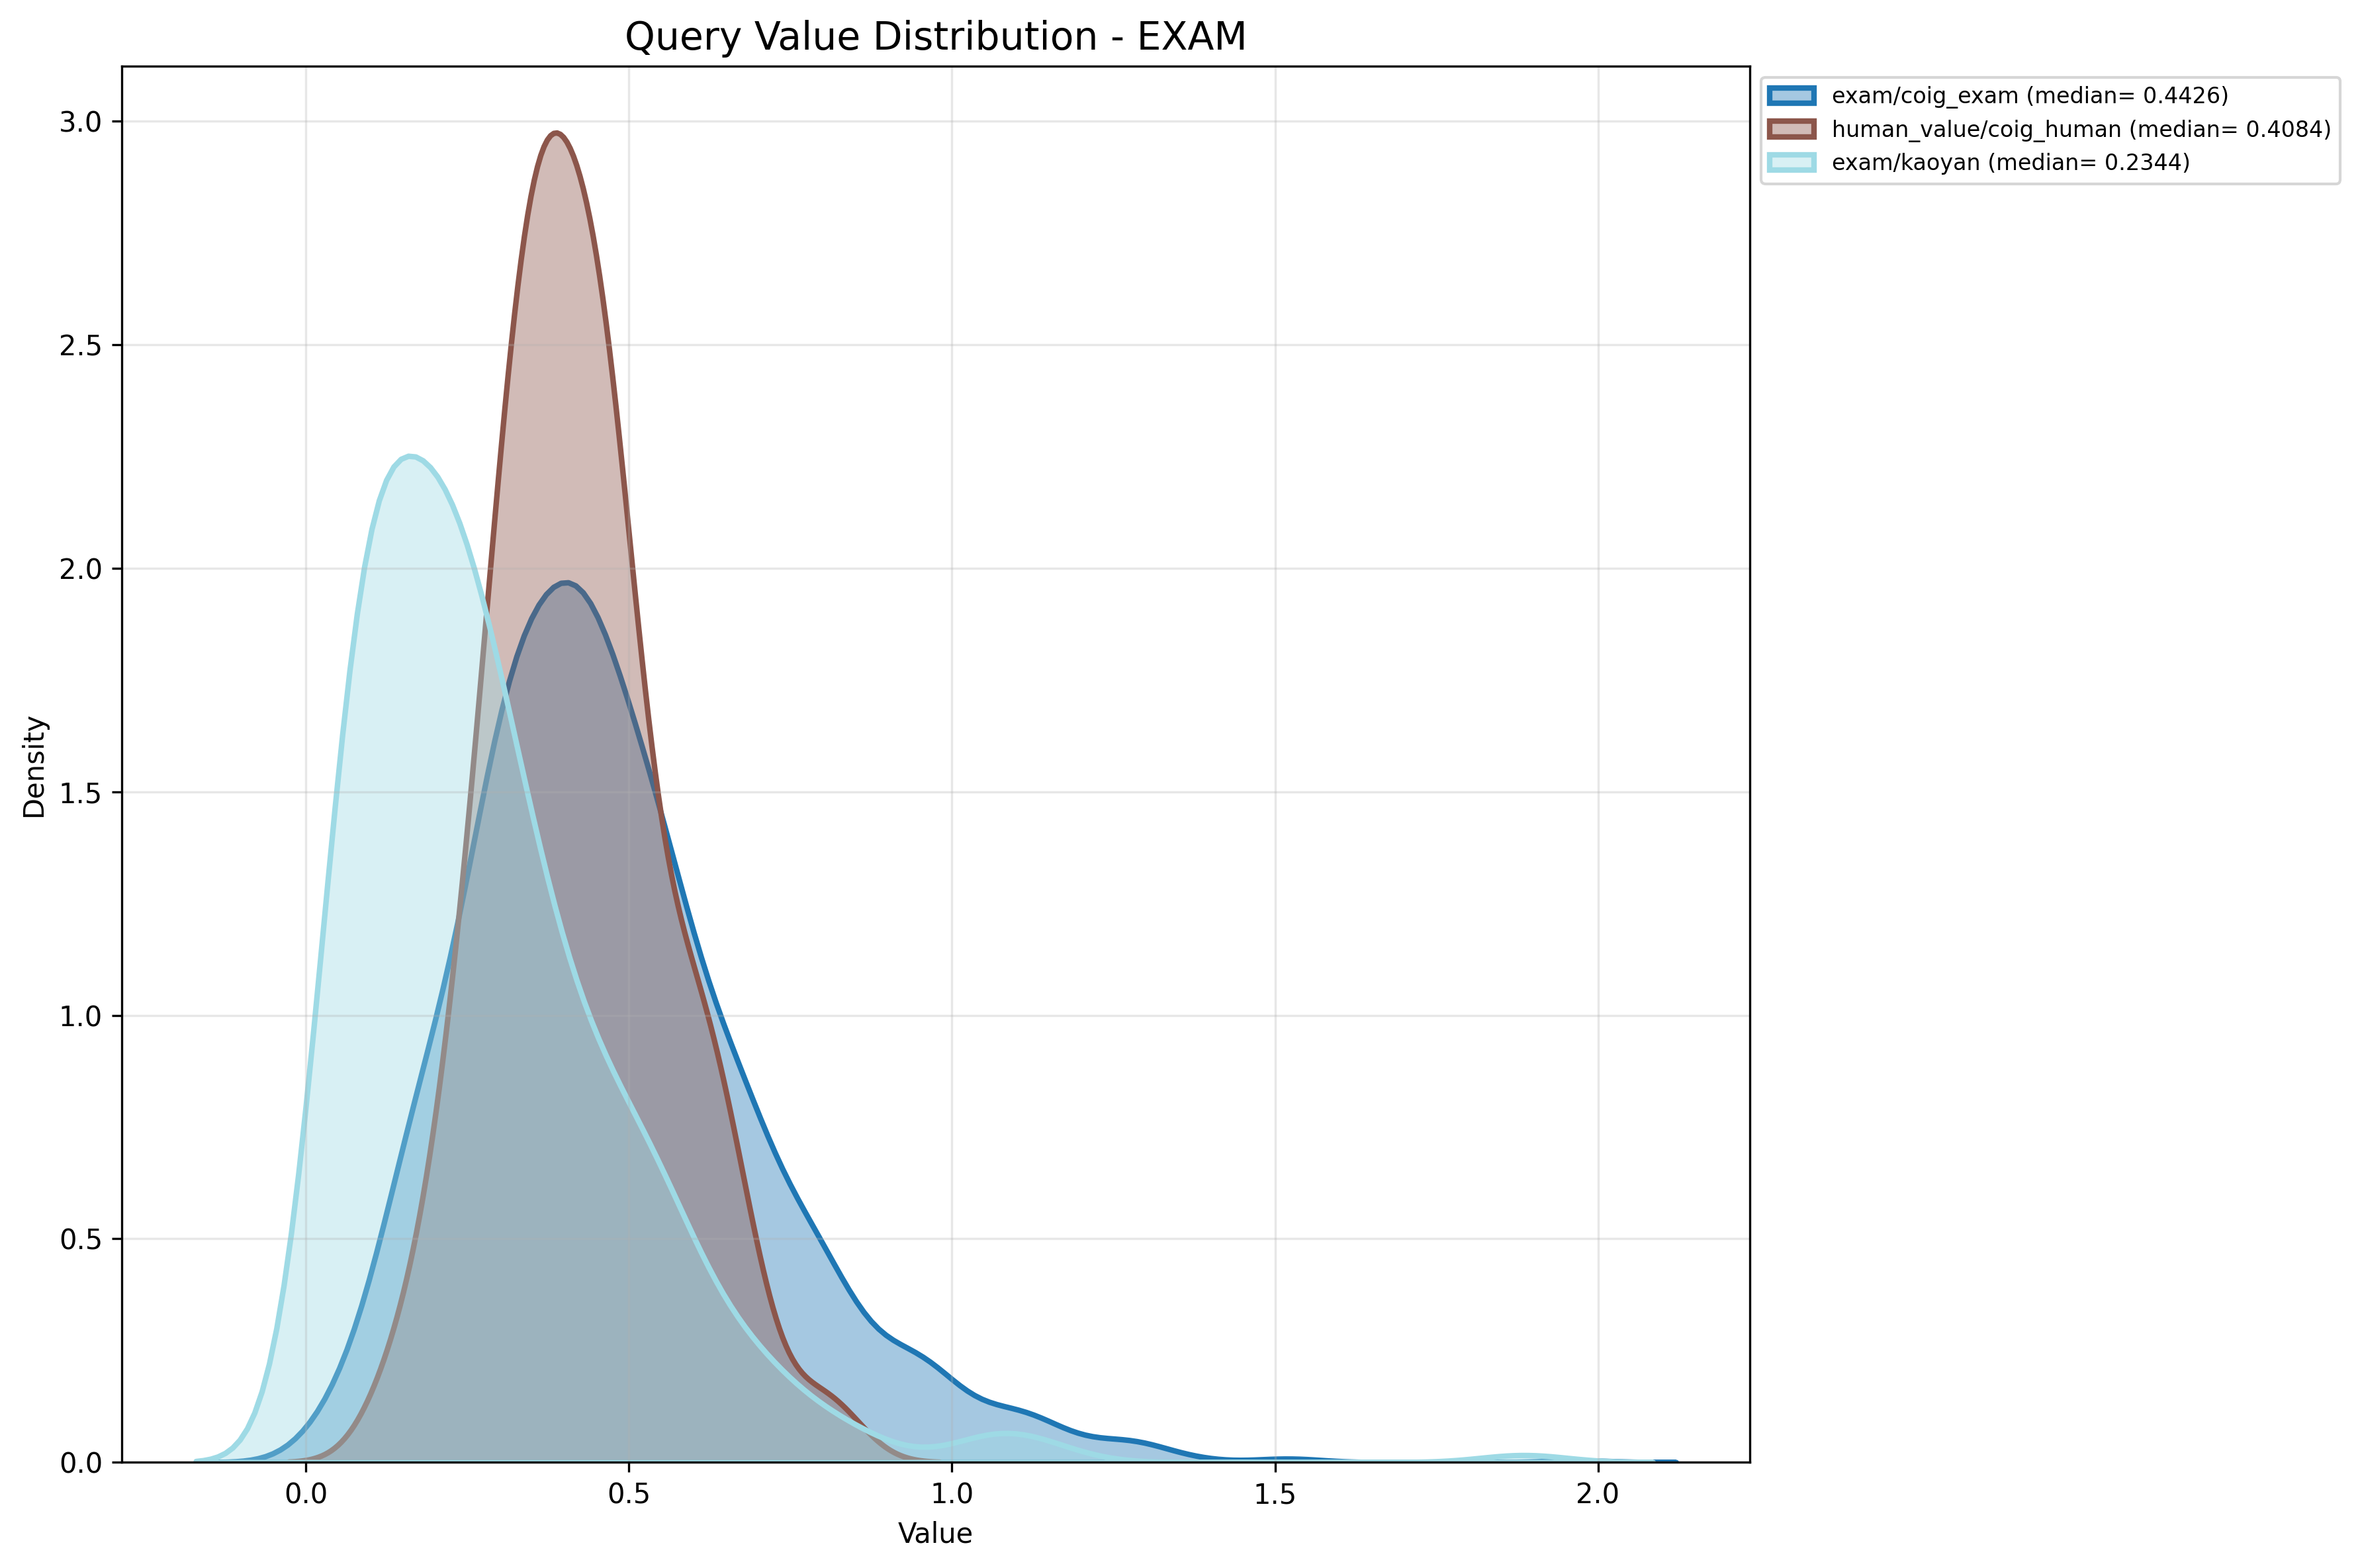 Query Value Distribution - EXAM
exam/coig_exam (median= 0.4426)
human_value/coig_human (median= 0.4084)
exam/kaoyan (median= 0.2344)
3.0
2.5
2.0
1.5
1.0
0.5
0.0
Density
0.0 0.5 1.0 1.5 2.0
Value